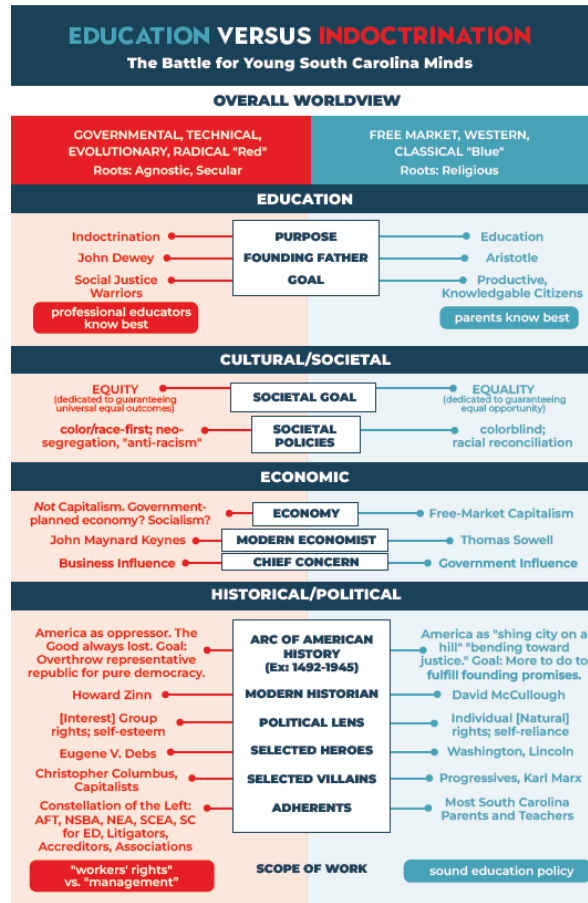 EDUCATION VERSUS INDOCTRINATION
The Battle for Young South Carolina Minds
OVERALL WORLDVIEW
GOVERNMENTAL, TECHNICAL,
EVOLUTIONARY, RADICAL "Red"
Roots: Agnostic, Secular
FREE MARKET, WESTERN,
CLASSICAL "Blue"
Roots: Religious
EDUCATION
Indoctrination
PURPOSE
Education
John Dewey
FOUNDING FATHER
Aristotle
Social Justice
Warriors
GOAL
Productive,
Knowledgable Citizens
professional educators
know best
parents know best
CULTURAL/SOCIETAL
EQUITY
(dedicated to guaranteeing
universal equal outcomes)
SOCIETAL GOAL
EQUALITY
(dedicated to guaranteeing
equal opportunity)
color/race-first; neo-
segregation, "anti-racism"
SOCIETAL
POLICIES
colorblind;
racial reconciliation
ECONOMIC
Not Capitalism. Government-
planned economy? Socialism?
ECONOMY
Free-Market Capitalism
John Maynard Keynes
MODERN ECONOMIST
Thomas Sowell
Business Influence
CHIEF CONCERN
Government Influence
HISTORICAL/POLITICAL
America as oppressor. The
Good always lost. Goal:
Overthrow representative
republic for pure democracy.
ARC OF AMERICAN
HISTORY
(Ex: 1492-1945)
America as "shing city on a
hill" "bending toward
justice." Goal: More to do to
fulfill founding promises.
Howard Zinn
MODERN HISTORIAN
David McCullough
[Interest] Group
rights; self-esteem
POLITICAL LENS
Individual [Natural]
rights; self-reliance
Eugene V. Debs
SELECTED HEROES
Washington, Lincoln
Christopher Columbus,
Capitalists
SELECTED VILLAINS
Progressives, Karl Marx
Constellation of the Left:
AFT, NSBA, NEA, SCEA, SC
for ED, Litigators,
Accreditors, Associations
ADHERENTS
Most South Carolina
Parents and Teachers
"workers' rights"
vs. "management"
SCOPE OF WORK
sound education policy